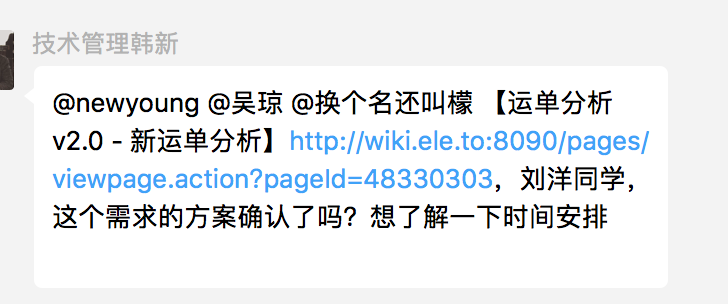 技术管理韩新
@newyoung @吴琼 @换个名还叫檬 【运单分析
v2.0 - 新运单分析】http://wiki.ele.to:8090/pages/
viewpage.action?pageId=48330303，刘洋同学，
这个需求的方案确认了吗？想了解一下时间安排